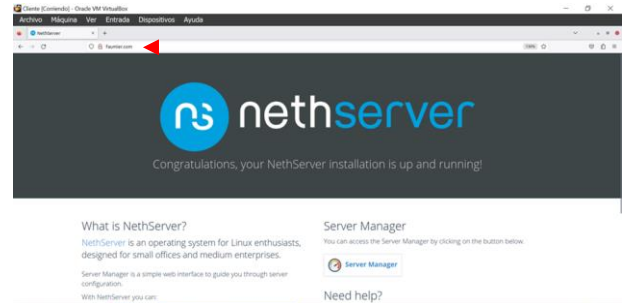 Cliente [Corriendo] - Oracle VM VirtualBox
Archivo Máquina Ver Entrada Dispositivos Ayuda
NethServer
nethserver
Congratulations, your NethServer installation is up and running!
What is NethServer?
NethServer is an operating system for Linux enthusiasts,
designed for small offices and medium enterprises.
Server Manager is a simple web interface to guide you through server
configuration.
With NethServer you can:
Server Manager
You can access the Server Manager by clicking on the button below
Server Manager
Need help?